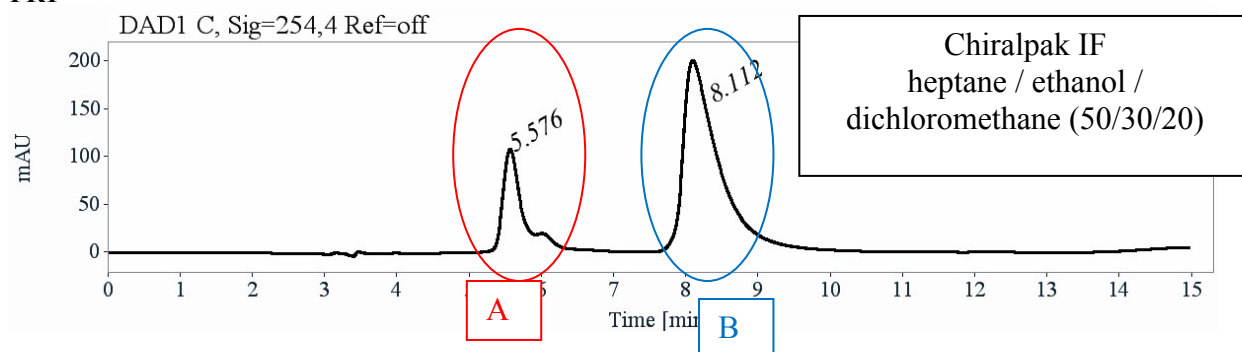 DAD1 C, Sig=254,4 Ref=off
Chiralpak IF
heptane / ethanol /
dichloromethane (50/30/20)
200
150
100
50
0
mAU
5.576
8.112
0 1 2 3 4 6 7 8 9 10 11 12 13 14 15
Time [min
A
B